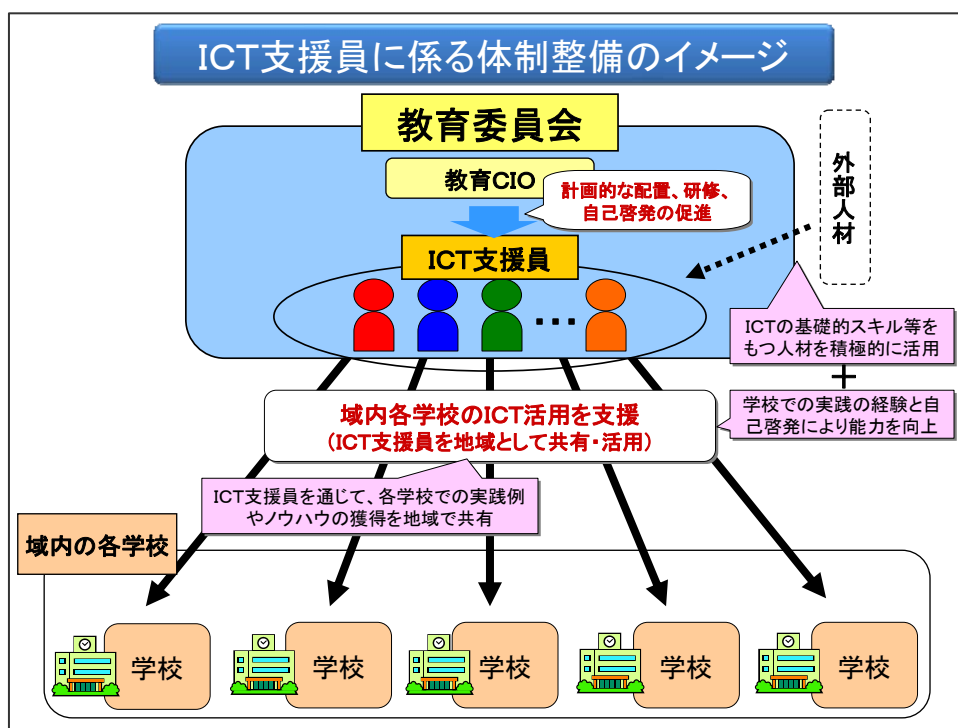 ICT支援員に係る体制整備のイメージ
教育委員会
教育CIO
計画的な配置、研修、
自己啓発の促進
外部人材
ICT支援員
・・・
ICTの基礎的スキル等を
もつ人材を積極的に活用
＋
学校での実践の経験と自
己啓発により能力を向上
域内各学校のICT活用を支援
（ICT支援員を地域として共有・活用）
ICT支援員を通じて、各学校での実践例
やノウハウの獲得を地域で共有
域内の各学校
学校
学校
学校
学校
学校